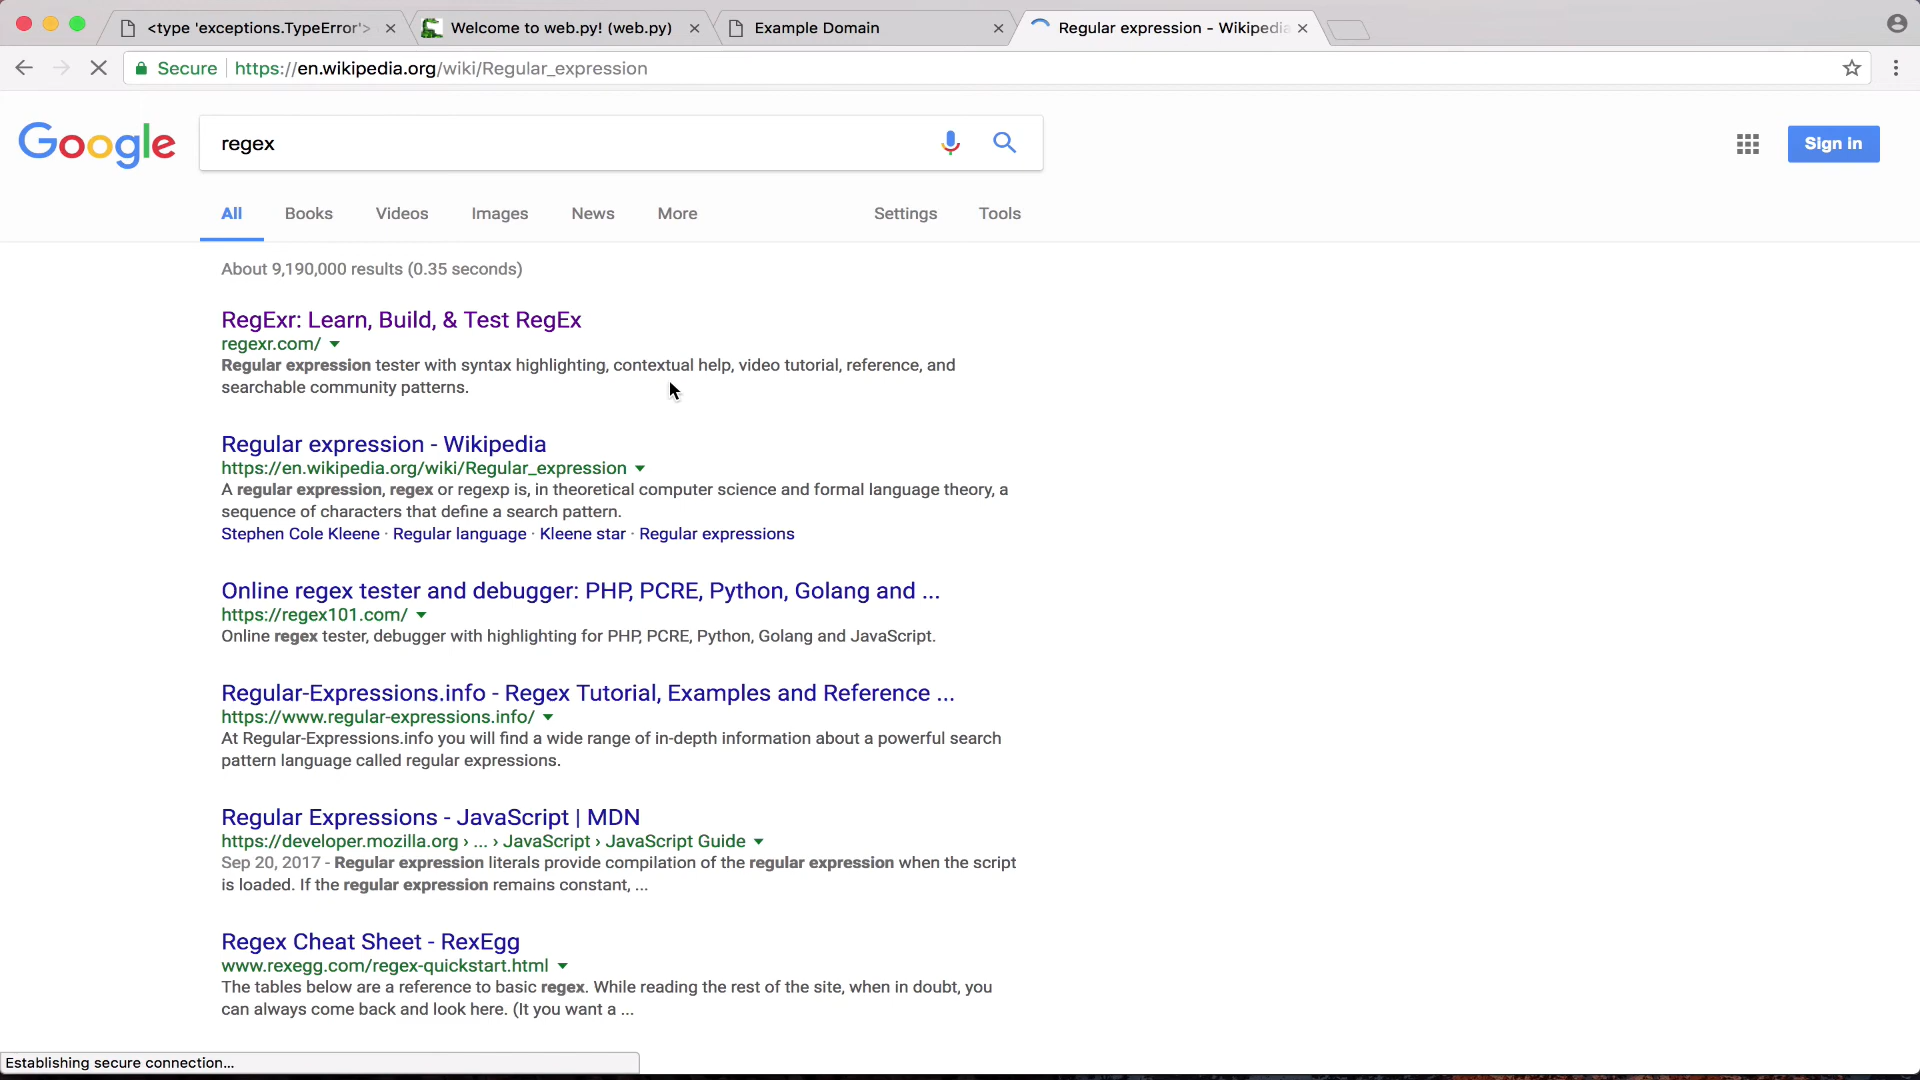 <type 'exceptions.TypeError'>
Welcome to web.py! (web.py)
Example Domain
Regular expression - Wikipedia
Secure
https://en.wikipedia.org/wiki/Regular_expression
Google
regex
Sign in
All Books Videos Images News More Settings Tools
About 9,190,000 results (0.35 seconds)
RegExr: Learn, Build, & Test RegEx
regexr.com/
Regular expression tester with syntax highlighting, contextual help, video tutorial, reference, and
searchable community patterns.
Regular expression - Wikipedia
https://en.wikipedia.org/wiki/Regular_expression
A regular expression, regex or regexp is, in theoretical computer science and formal language theory, a
sequence of characters that define a search pattern.
Stephen Cole Kleene · Regular language · Kleene star · Regular expressions
Online regex tester and debugger: PHP, PCRE, Python, Golang and ...
https://regex101.com/
Online regex tester, debugger with highlighting for PHP, PCRE, Python, Golang and JavaScript.
Regular-Expressions.info - Regex Tutorial, Examples and Reference ...
https://www.regular-expressions.info/
At Regular-Expressions.info you will find a wide range of in-depth information about a powerful search
pattern language called regular expressions.
Regular Expressions - JavaScript | MDN
https://developer.mozilla.org › ... › JavaScript › JavaScript Guide
Sep 20, 2017 - Regular expression literals provide compilation of the regular expression when the script
is loaded. If the regular expression remains constant, ...
Regex Cheat Sheet - RexEgg
www.rexegg.com/regex-quickstart.html
The tables below are a reference to basic regex. While reading the rest of the site, when in doubt, you
can always come back and look here. (It you want a ...
Establishing secure connection...